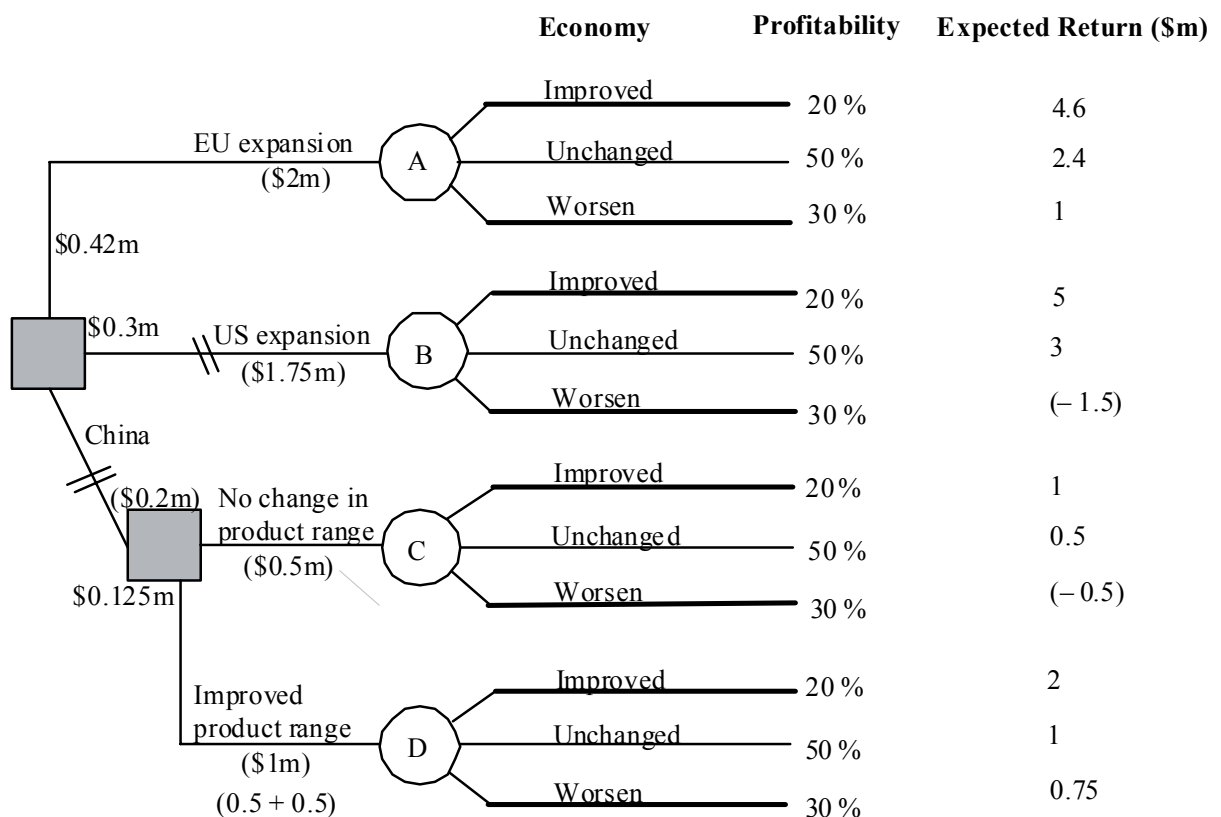 Economy Profitability Expected Return ($m)
Improved 20 % 4.6
EU expansion A Unchanged 50 % 2.4
($2m)
Worsen 30 % 1
$0.42m
Improved 20 % 5
$0.3m US expansion B Unchanged 50% 3
($1.75m)
Worsen 30 % (– 1.5)
China
Improved 20 % 1
($0.2m) No change in
product range C Unchanged 50 % 0.5
($0.5m)
$0.125m Worsen 30 % (– 0.5)
Improved 20 % 2
Improved
product range D Unchanged 50 % 1
($1m)
(0.5 + 0.5) Worsen 30 % 0.75